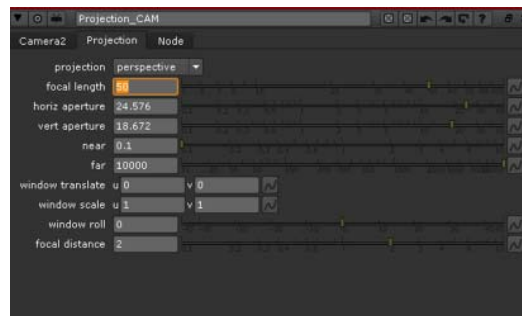 Projection_CAM ?
Camera2 Projection Node
projection perspective
focal length 50
horiz aperture 24.576
vert aperture 18.672
near 0.1
far 10000
window translate u 0 v 0
window scale u 1 v 1
window roll 0
focal distance 2